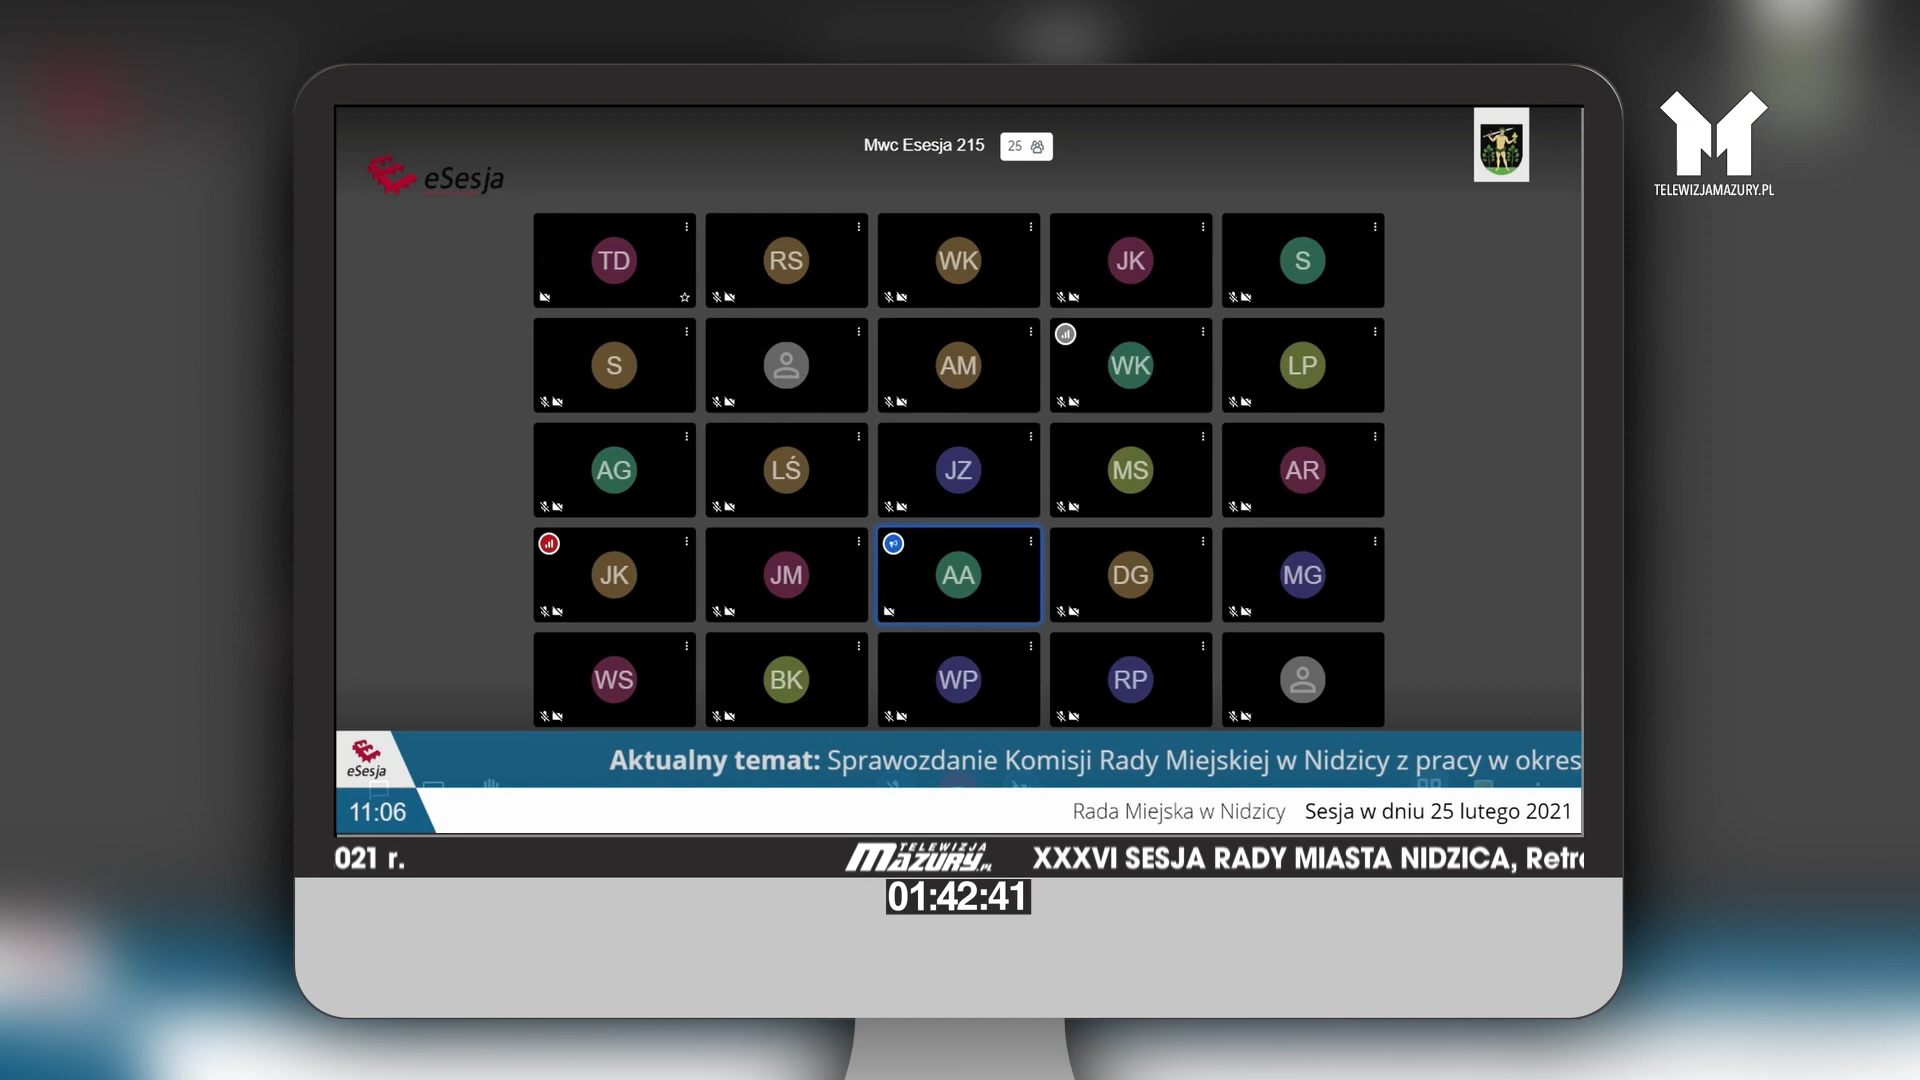 Mwc Esesja 215
25
eSesja
TELEWIZJAMAZURY.PL
TD
RS
WK
JK
S
S
AM
WK
LP
AG
LŚ
JZ
MS
AR
JK
JM
AA
DG
MG
WS
BK
WP
RP
eSesja
Aktualny temat: Sprawozdanie Komisji Rady Miejskiej w Nidzicy z pracy w okres
11:06
Rada Miejska w Nidzicy Sesja w dniu 25 lutego 2021
021 r.
TELEWIZJA
MAZURY.PL
XXXVI SESJA RADY MIASTA NIDZICA, Retr
01:42:41